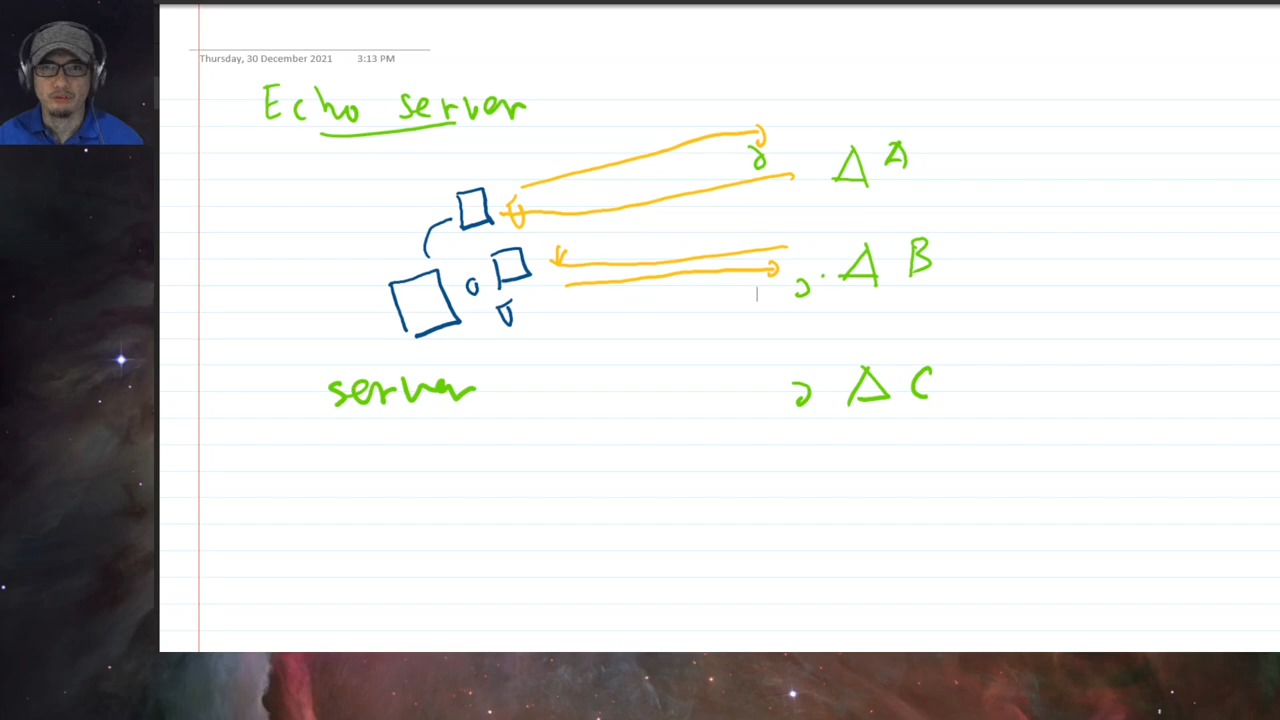 Thursday, 30 December 2021 3:13 PM
Echo server
A
B
server
C